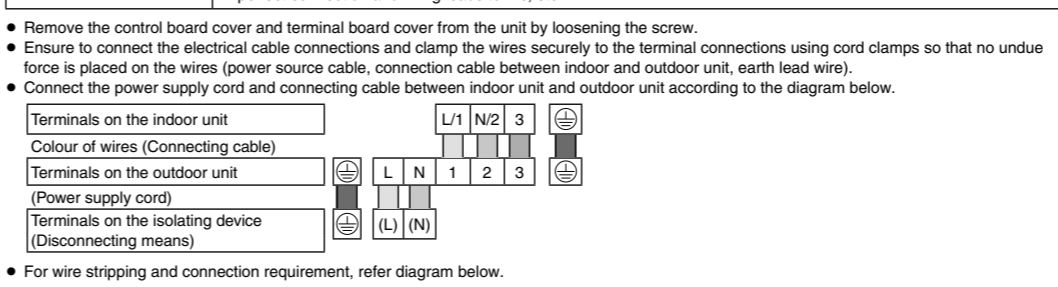 ● Remove the control board cover and terminal board cover from the unit by loosening the screw.
● Ensure to connect the electrical cable connections and clamp the wires securely to the terminal connections using cord clamps so that no undue
force is placed on the wires (power source cable, connection cable between indoor and outdoor unit, earth lead wire).
● Connect the power supply cord and connecting cable between indoor unit and outdoor unit according to the diagram below.
Terminals on the indoor unit L/1 N/2 3
Colour of wires (Connecting cable)
Terminals on the outdoor unit L N 1 2 3
(Power supply cord)
Terminals on the isolating device (L) (N)
(Disconnecting means)
● For wire stripping and connection requirement, refer diagram below.